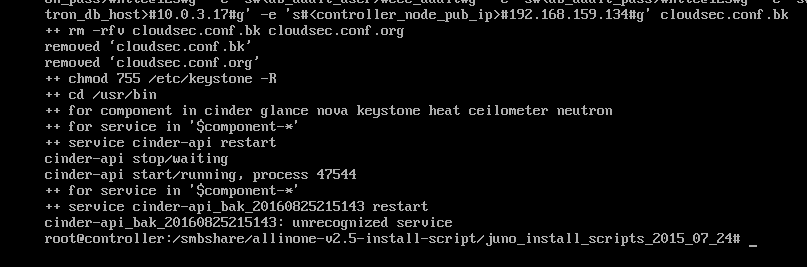 tron_db_host>#10.0.3.17#g' -e 's#<controller_node_pub_ip>#192.168.159.134#g' cloudsec.conf.bk
++ rm -rfv cloudsec.conf.bk cloudsec.conf.org
removed ‘cloudsec.conf.bk’
removed ‘cloudsec.conf.org’
++ chmod 755 /etc/keystone -R
++ cd /usr/bin
++ for component in cinder glance nova keystone heat ceilometer neutron
++ for service in '$component-*'
++ service cinder-api restart
cinder-api stop/waiting
cinder-api start/running, process 47544
++ for service in '$component-*'
++ service cinder-api_bak_20160825215143 restart
cinder-api_bak_20160825215143: unrecognized service
root@controller:/smbshare/allinone-v2.5-install-script/juno_install_scripts_2015_07_24# _